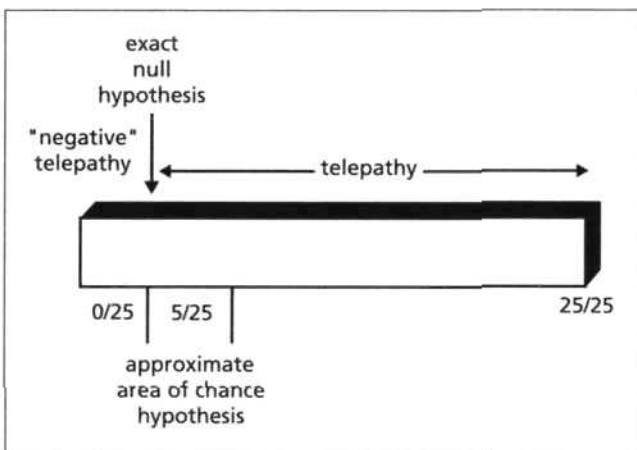 exact
null
hypothesis
"negative"
telepathy
telepathy
0/25
5/25
25/25
approximate
area of chance
hypothesis